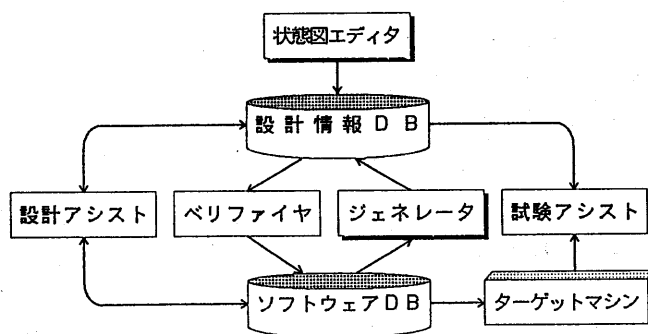 状態図エディタ
設計情報DB
設計アシスト
ベリファイヤ
ジェネレータ
試験アシスト
ソフトウェアDB
ターゲットマシン